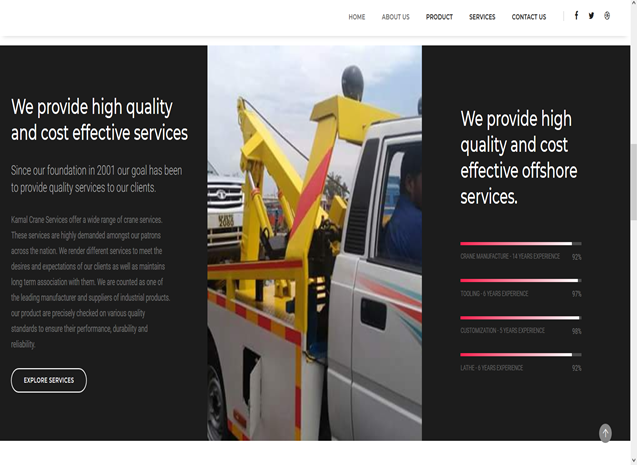 HOME ABOUT US PRODUCT SERVICES CONTACT US
We provide high quality
and cost effective services
Since our foundation in 2001 our goal has been
to provide quality services to our clients.
Kamal Crane Services offer a wide range of crane services.
These services are highly demanded amongst our patrons
across the nation. We render different services to meet the
desires and expectations of our clients as well as maintains
long term association with them. We are counted as one of
the leading manufacturer and suppliers of industrial products.
our product are precisely checked on various quality
standards to ensure their performance, durability and
reliability.
EXPLORE SERVICES
We provide high
quality and cost
effective offshore
services.
CRANE MANUFACTURE - 14 YEARS EXPERIENCE 92%
TOOLING - 6 YEARS EXPERIENCE 97%
CUSTOMIZATION - 5 YEARS EXPERIENCE 98%
LATHE - 6 YEARS EXPERIENCE 92%